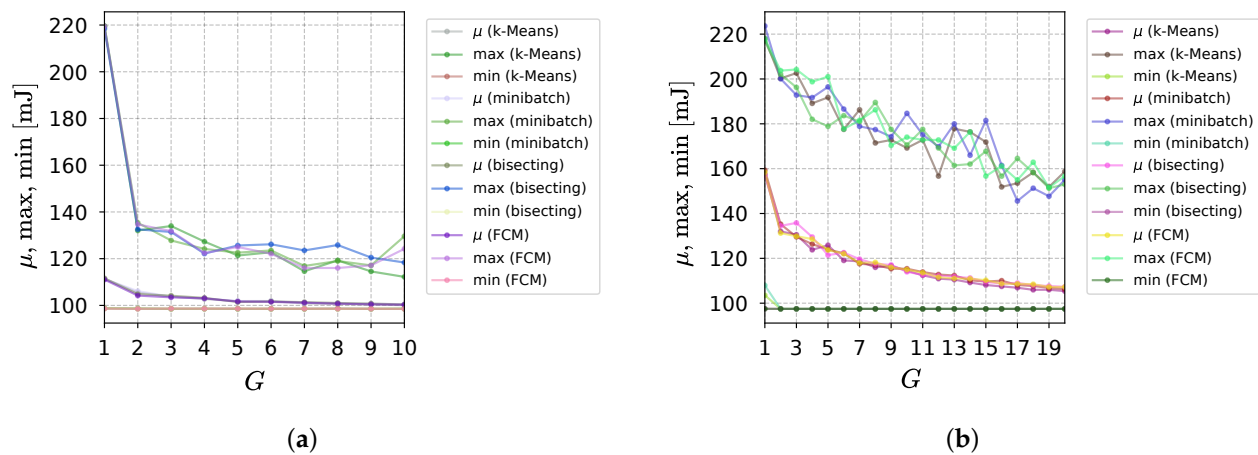 μ, max, min [mJ]
220
200
180
160
140
120
100
1 2 3 4 5 6 7 8 9 10
G
μ (k-Means)
max (k-Means)
min (k-Means)
μ (minibatch)
max (minibatch)
min (minibatch)
μ (bisecting)
max (bisecting)
min (bisecting)
μ (FCM)
max (FCM)
min (FCM)
(a)
μ, max, min [mJ]
220
200
180
160
140
120
100
1 3 5 7 9 11 13 15 17 19
G
μ (k-Means)
max (k-Means)
min (k-Means)
μ (minibatch)
max (minibatch)
min (minibatch)
μ (bisecting)
max (bisecting)
min (bisecting)
μ (FCM)
max (FCM)
min (FCM)
(b)